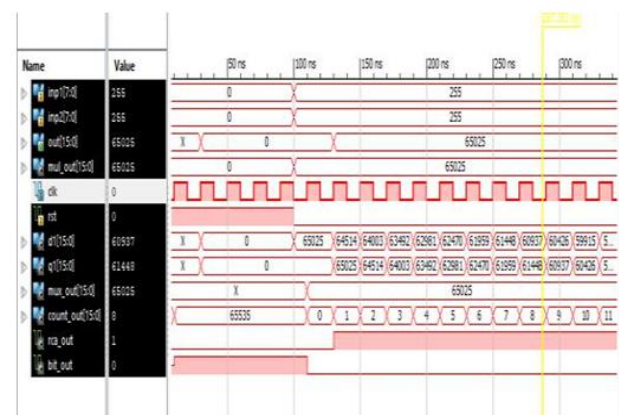 Name Value
50 ns 100 ns 150 ns 200 ns 250 ns 300 ns
inp1[7:0] 255 0 255
inp2[7:0] 255 0 255
out[15:0] 65025 X 0 65025
mul_out[15:0] 65025 0 65025
clk 0
rst 0
d1[15:0] 60937 X 0 65025 64514 64003 63492 62981 62470 61959 61448 60937 60426 59915 5...
q1[15:0] 61448 X 0 65025 64514 64003 63492 62981 62470 61959 61448 60937 60426 5...
mux_out[15:0] 65025 X 65025
count_out[15:0] 8 65535 0 1 2 3 4 5 6 7 8 9 10 11
rca_out 1
bit_out 0